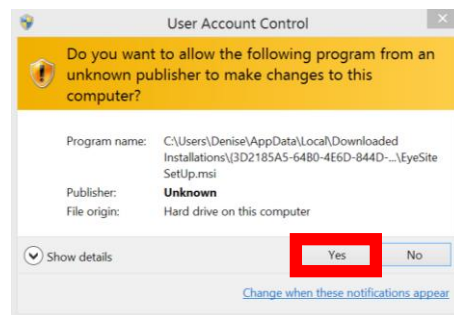 User Account Control
Do you want to allow the following program from an
unknown publisher to make changes to this
computer?
Program name: C:\Users\Denise\AppData\Local\Downloaded
Installations\{3D2185A5-64B0-4E6D-844D-...\EyeSite
SetUp.msi
Publisher: Unknown
File origin: Hard drive on this computer
Show details Yes No
Change when these notifications appear